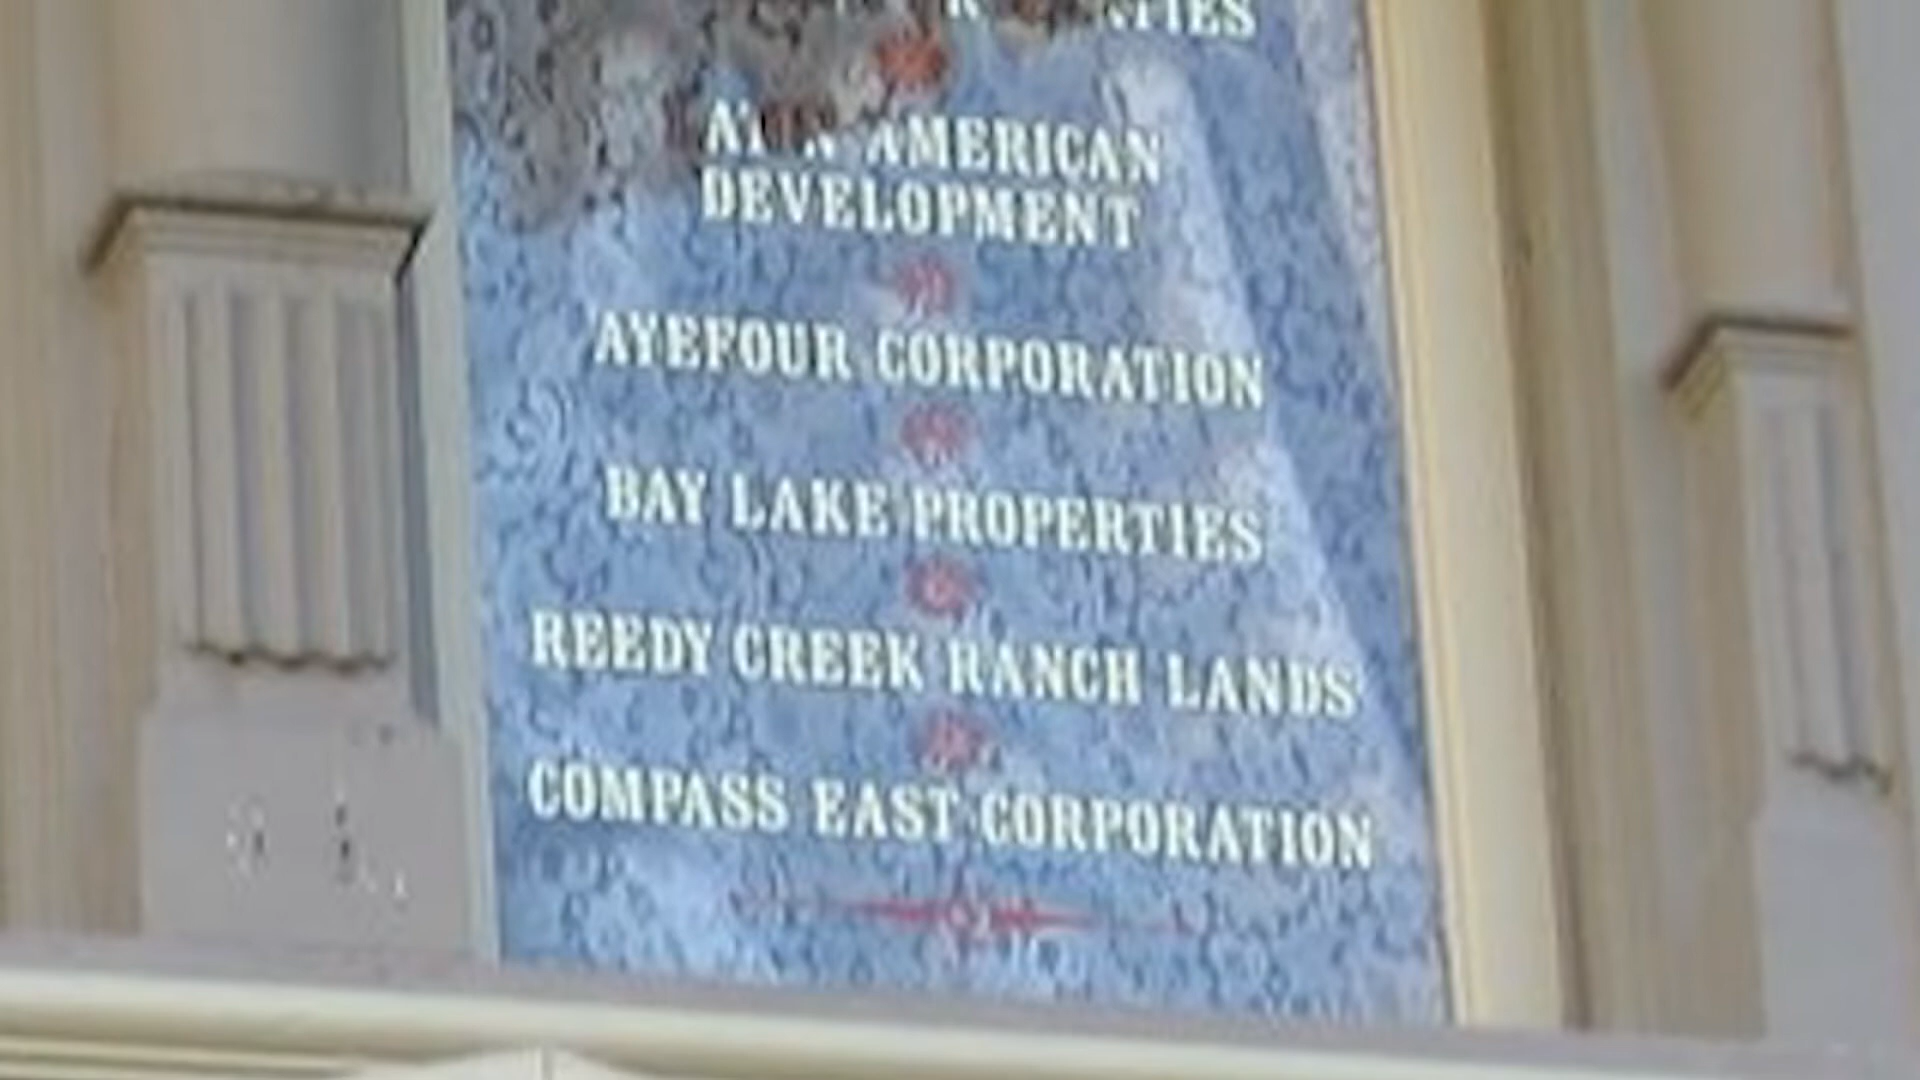 AMERICAN
DEVELOPMENT
AYEFOUR CORPORATION
BAY LAKE PROPERTIES
REEDY CREEK RANCH LANDS
COMPASS EAST CORPORATION